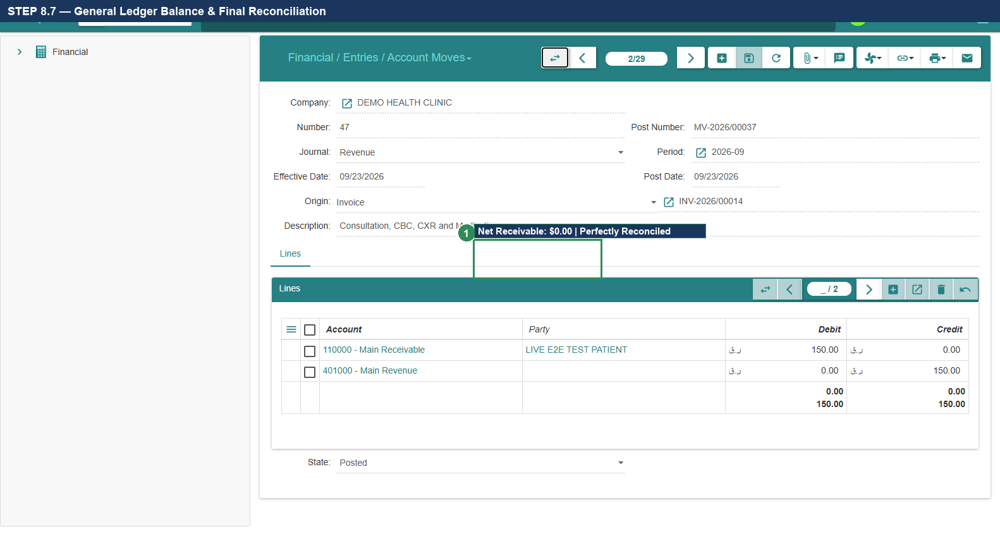 STEP 8.7 — General Ledger Balance & Final Reconciliation
Financial
Financial / Entries / Account Moves
2/29
Company: DEMO HEALTH CLINIC
Number: 47
Post Number: MV-2026/00037
Journal: Revenue
Period: 2026-09
Effective Date: 09/23/2026
Post Date: 09/23/2026
Origin: Invoice
INV-2026/00014
Description: Consultation, CBC, CXR and
1 Net Receivable: $0.00 | Perfectly Reconciled
Lines
Lines
_ / 2
Account Party Debit Credit
110000 - Main Receivable LIVE E2E TEST PATIENT ر.ق 150.00 ر.ق 0.00
401000 - Main Revenue ر.ق 0.00 ر.ق 150.00
0.00 0.00
150.00 150.00
State: Posted